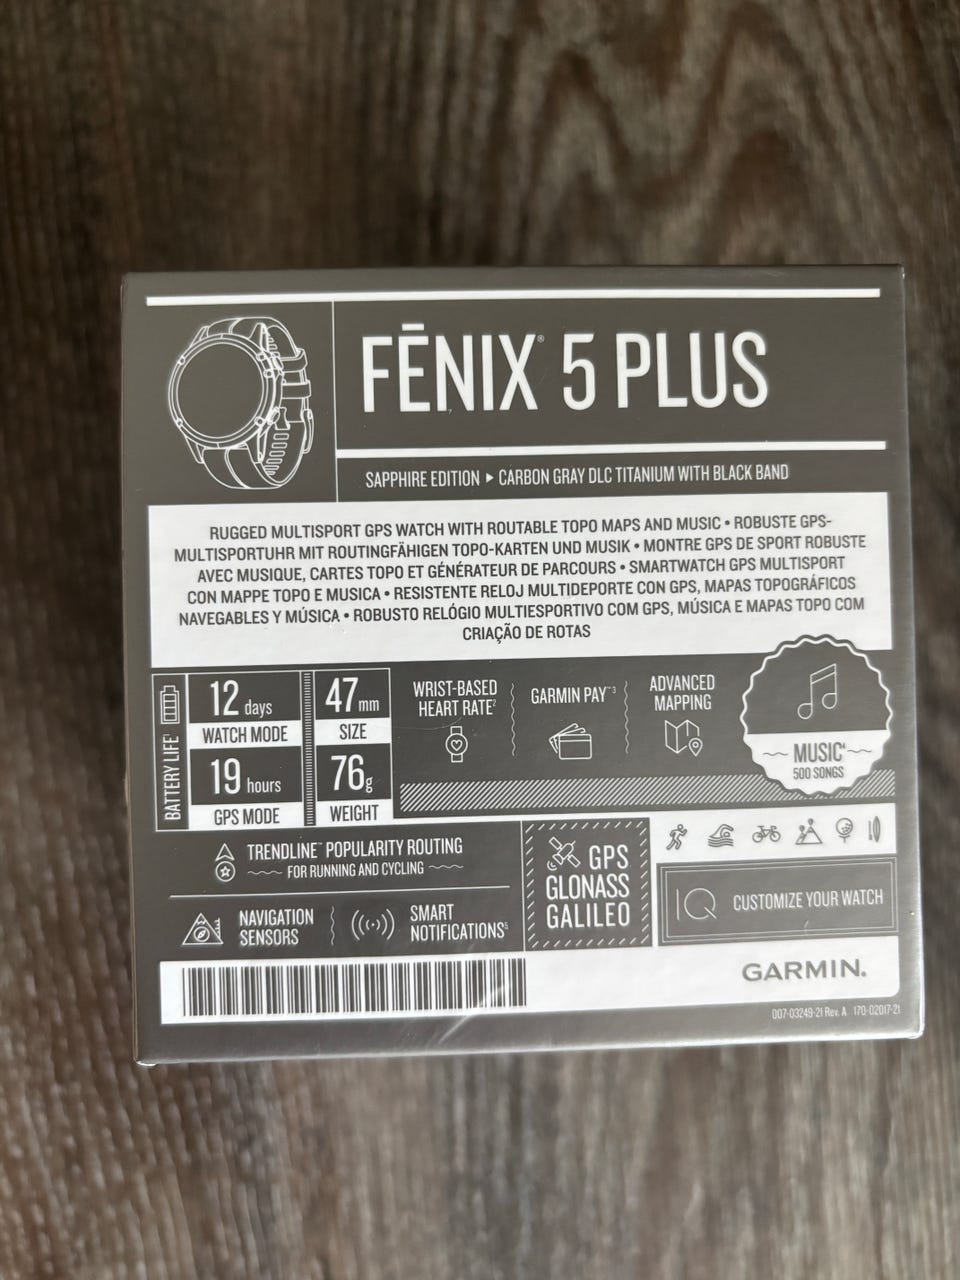 FĒNIX® 5 PLUS
SAPPHIRE EDITION ▸ CARBON GRAY DLC TITANIUM WITH BLACK BAND
RUGGED MULTISPORT GPS WATCH WITH ROUTABLE TOPO MAPS AND MUSIC • ROBUSTE GPS-
MULTISPORTUHR MIT ROUTINGFÄHIGEN TOPO-KARTEN UND MUSIK • MONTRE GPS DE SPORT ROBUSTE
AVEC MUSIQUE, CARTES TOPO ET GÉNÉRATEUR DE PARCOURS • SMARTWATCH GPS MULTISPORT
CON MAPPE TOPO E MUSICA • RESISTENTE RELOJ MULTIDEPORTE CON GPS, MAPAS TOPOGRÁFICOS
NAVEGABLES Y MÚSICA • ROBUSTO RELÓGIO MULTIESPORTIVO COM GPS, MÚSICA E MAPAS TOPO COM
CRIAÇÃO DE ROTAS
BATTERY LIFE¹
12 days
WATCH MODE
19 hours
GPS MODE
47mm
SIZE
76g
WEIGHT
WRIST-BASED
HEART RATE²
GARMIN PAY™³
ADVANCED
MAPPING
MUSIC⁴
500 SONGS
TRENDLINE™ POPULARITY ROUTING
FOR RUNNING AND CYCLING
NAVIGATION
SENSORS
SMART
NOTIFICATIONS⁵
GPS
GLONASS
GALILEO
IQ CUSTOMIZE YOUR WATCH
GARMIN.
007-03249-21 Rev. A 170-02017-21